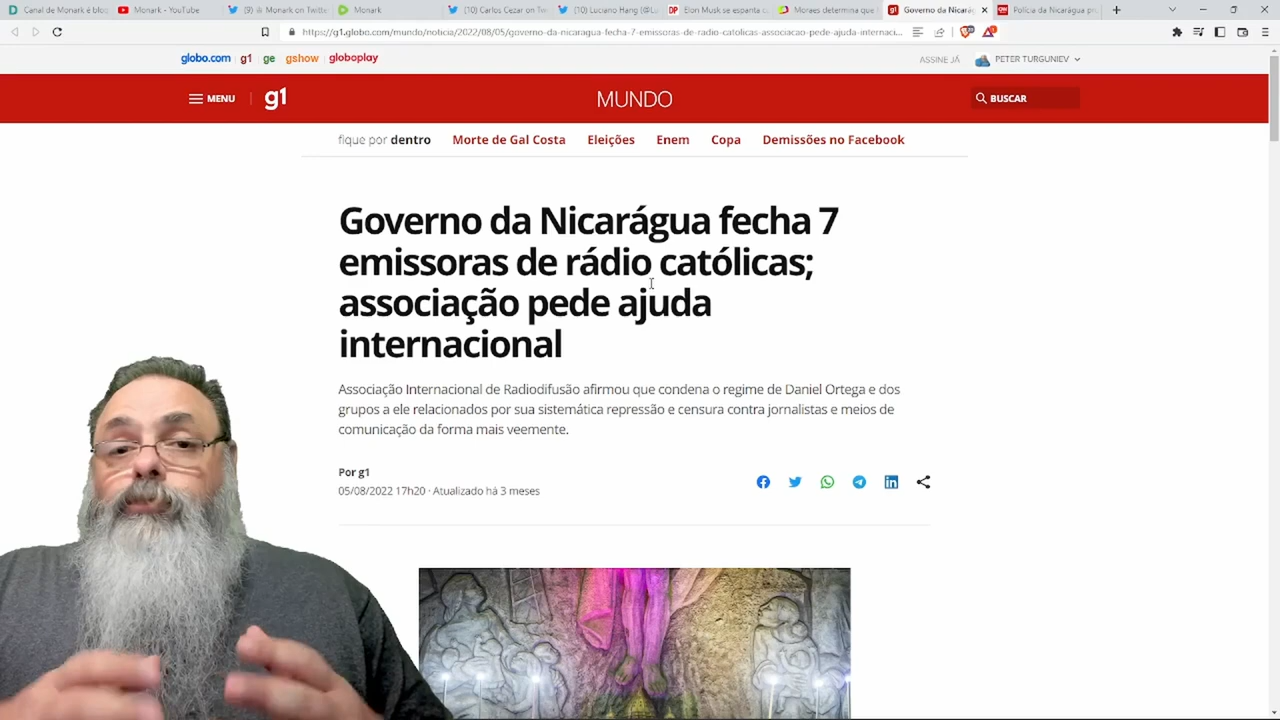 Canal de Monark é bloq
Monark - YouTube
(9) Monark on Twitte
Monark
(10) Carlos Cezar on Twi
(10) Luciano Hang (@Lu
Elon Musk se espanta c
Moraes determina que
Governo da Nicarág
Polícia da Nicarágua pr
https://g1.globo.com/mundo/noticia/2022/08/05/governo-da-nicaragua-fecha-7-emissoras-de-radio-catolicas-associacao-pede-ajuda-internaci...
globo.com g1 ge gshow globoplay
ASSINE JÁ
PETER TURGUNIEV
MENU
g1
MUNDO
BUSCAR
fique por dentro
Morte de Gal Costa
Eleições
Enem
Copa
Demissões no Facebook
Governo da Nicarágua fecha 7
emissoras de rádio católicas;
associação pede ajuda
internacional
Associação Internacional de Radiodifusão afirmou que condena o regime de Daniel Ortega e dos
grupos a ele relacionados por sua sistemática repressão e censura contra jornalistas e meios de
comunicação da forma mais veemente.
Por g1
05/08/2022 17h20 · Atualizado há 3 meses